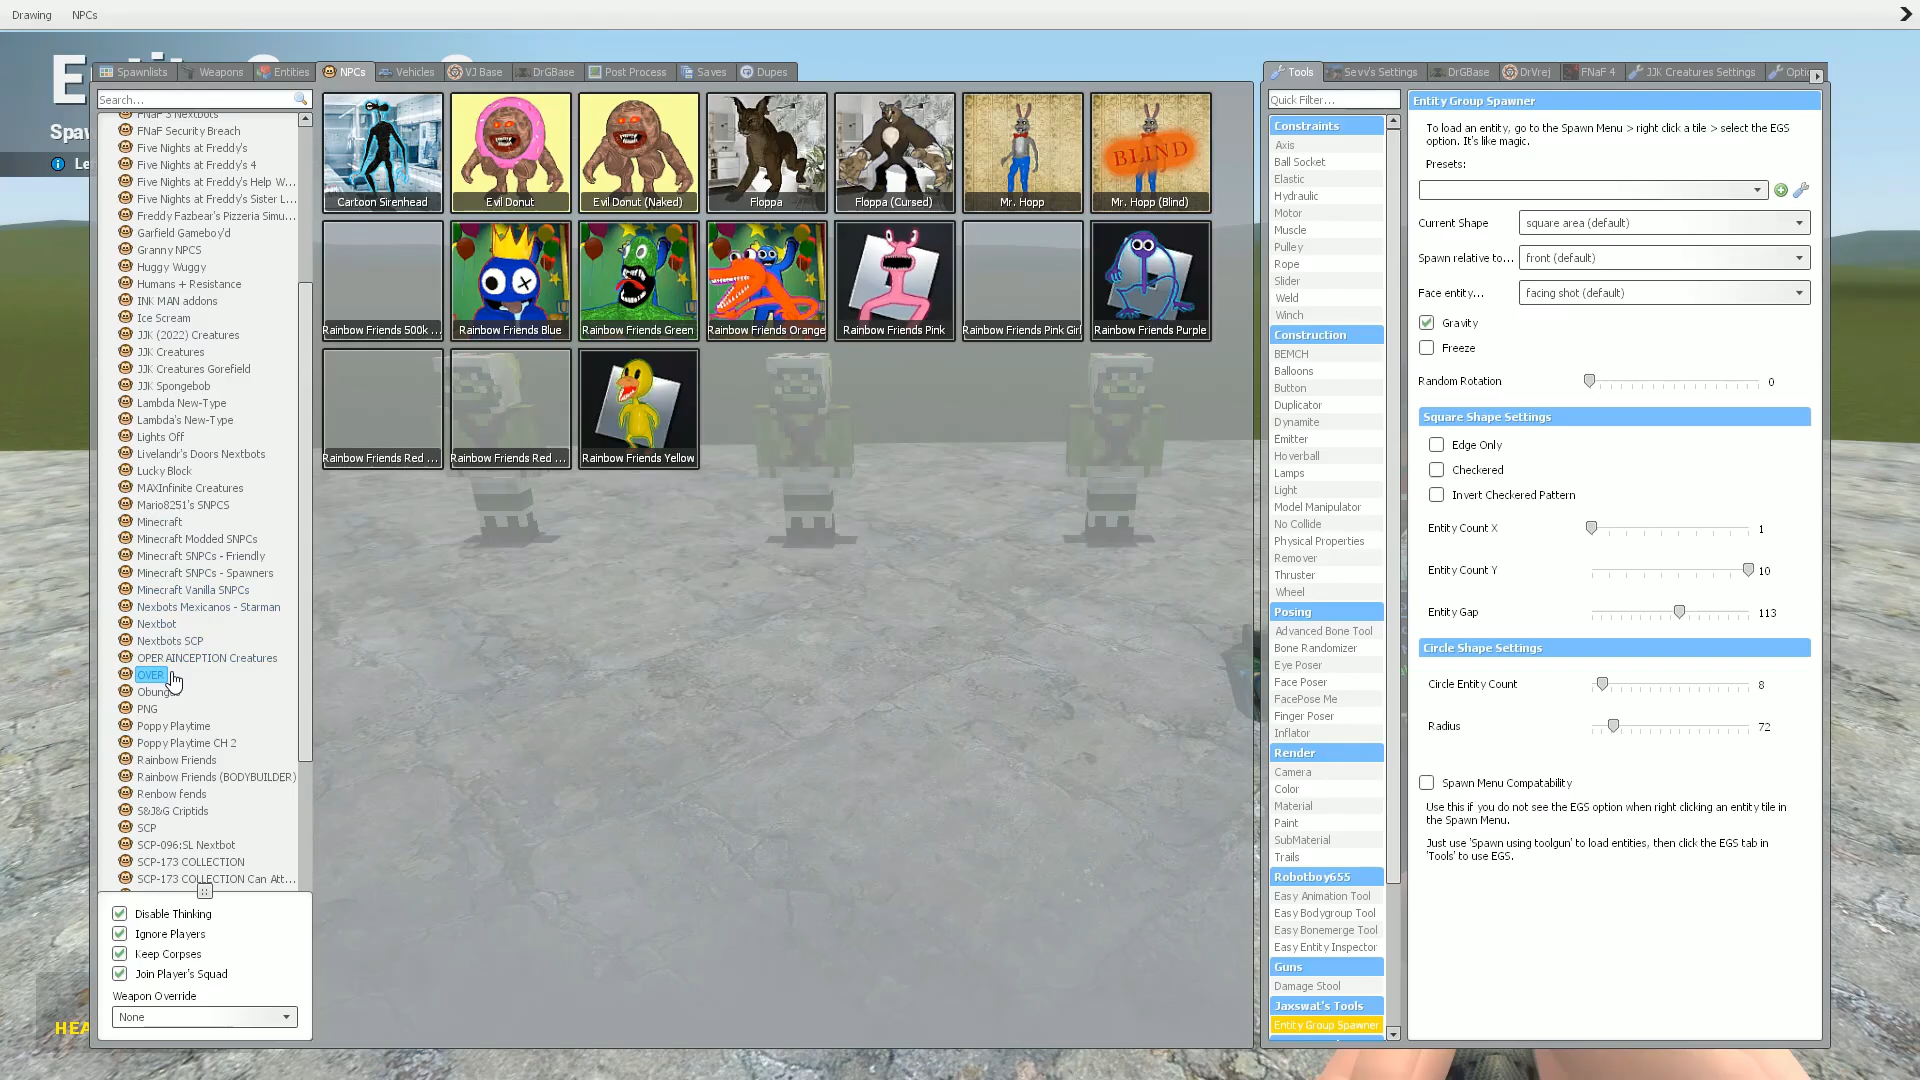 Drawing NPCs
Spawnlists Weapons Entities NPCs Vehicles VJ Base DrGBase Post Process Saves Dupes
Search...
FNaF 3 Nextbots
FNaF Security Breach
Five Nights at Freddy's
Five Nights at Freddy's 4
Five Nights at Freddy's Help W...
Five Nights at Freddy's Sister L...
Freddy Fazbear's Pizzeria Simu...
Garfield Gameboy'd
Granny NPCS
Huggy Wuggy
Humans + Resistance
INK MAN addons
Ice Scream
JJK (2022) Creatures
JJK Creatures
JJK Creatures Gorefield
JJK Spongebob
Lambda New-Type
Lambda's New-Type
Lights Off
Livelandr's Doors Nextbots
Lucky Block
MAXInfinite Creatures
Mario8251's SNPCS
Minecraft
Minecraft Modded SNPCs
Minecraft SNPCs - Friendly
Minecraft SNPCs - Spawners
Minecraft Vanilla SNPCs
Nexbots Mexicanos - Starman
Nextbot
Nextbots SCP
OPERAINCEPTION Creatures
OVER
PNG
Poppy Playtime
Poppy Playtime CH 2
Rainbow Friends
Rainbow Friends (BODYBUILDER)
Renbow fends
S&J&G Criptids
SCP
SCP-096:SL Nextbot
SCP-173 COLLECTION
SCP-173 COLLECTION Can Att...
Disable Thinking
Ignore Players
Keep Corpses
Join Player's Squad
Weapon Override
None
Cartoon Sirenhead Evil Donut Evil Donut (Naked) Floppa Floppa (Cursed) Mr. Hopp BLIND Mr. Hopp (Blind)
Rainbow Friends 500k ... Rainbow Friends Blue Rainbow Friends Green Rainbow Friends Orange Rainbow Friends Pink Rainbow Friends Pink Girl Rainbow Friends Purple
Rainbow Friends Red ... Rainbow Friends Red ... Rainbow Friends Yellow
Tools Sevv's Settings DrGBase DrVrej FNaF 4 JJK Creatures Settings Optio
Quick Filter...
Constraints
Axis
Ball Socket
Elastic
Hydraulic
Motor
Muscle
Pulley
Rope
Slider
Weld
Winch
Construction
BEMCH
Balloons
Button
Duplicator
Dynamite
Emitter
Hoverball
Lamps
Light
Model Manipulator
No Collide
Physical Properties
Remover
Thruster
Wheel
Posing
Advanced Bone Tool
Bone Randomizer
Eye Poser
Face Poser
FacePose Me
Finger Poser
Inflator
Render
Camera
Color
Material
Paint
SubMaterial
Trails
Robotboy655
Easy Animation Tool
Easy Bodygroup Tool
Easy Bonemerge Tool
Easy Entity Inspector
Guns
Damage Stool
Jaxswat's Tools
Entity Group Spawner
Entity Group Spawner
To load an entity, go to the Spawn Menu > right click a tile > select the EGS
option. It's like magic.
Presets:
Current Shape square area (default)
Spawn relative to... front (default)
Face entity... facing shot (default)
Gravity
Freeze
Random Rotation 0
Square Shape Settings
Edge Only
Checkered
Invert Checkered Pattern
Entity Count X 1
Entity Count Y 10
Entity Gap 113
Circle Shape Settings
Circle Entity Count 8
Radius 72
Spawn Menu Compatability
Use this if you do not see the EGS option when right clicking an entity tile in
the Spawn Menu.
Just use 'Spawn using toolgun' to load entities, then click the EGS tab in
'Tools' to use EGS.